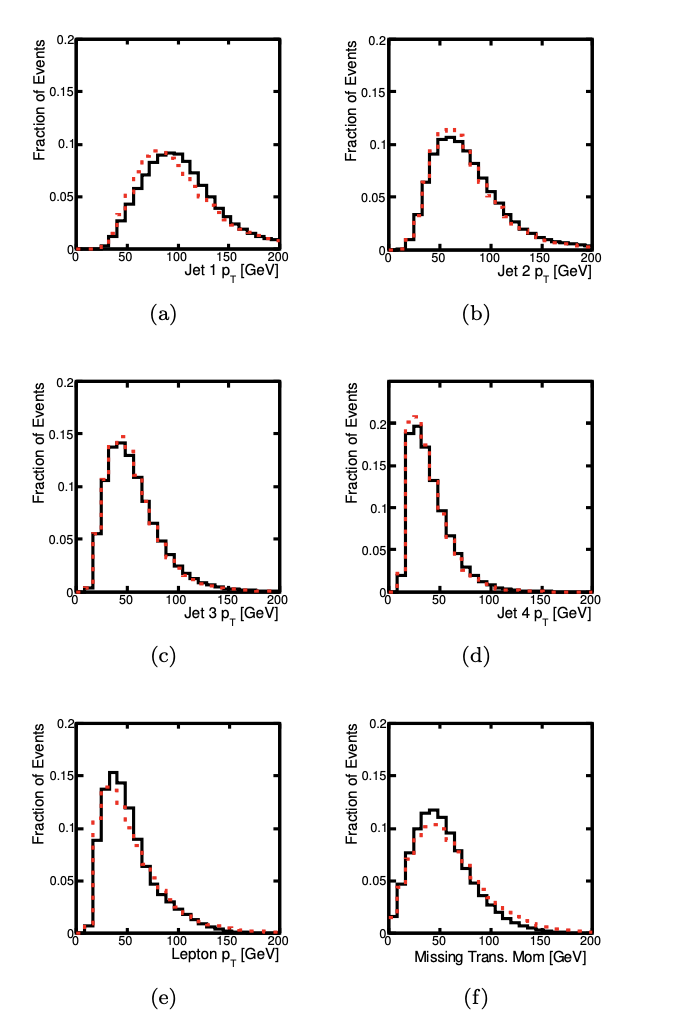 0.2
0.15
0.1
0.05
0
Fraction of Events
0 50 100 150 200
Jet 1 p_T [GeV]
(a)
0.2
0.15
0.1
0.05
0
Fraction of Events
0 50 100 150 200
Jet 2 p_T [GeV]
(b)
0.2
0.15
0.1
0.05
0
Fraction of Events
0 50 100 150 200
Jet 3 p_T [GeV]
(c)
0.2
0.15
0.1
0.05
0
Fraction of Events
0 50 100 150 200
Jet 4 p_T [GeV]
(d)
0.2
0.15
0.1
0.05
0
Fraction of Events
0 50 100 150 200
Lepton p_T [GeV]
(e)
0.2
0.15
0.1
0.05
0
Fraction of Events
0 50 100 150 200
Missing Trans. Mom [GeV]
(f)